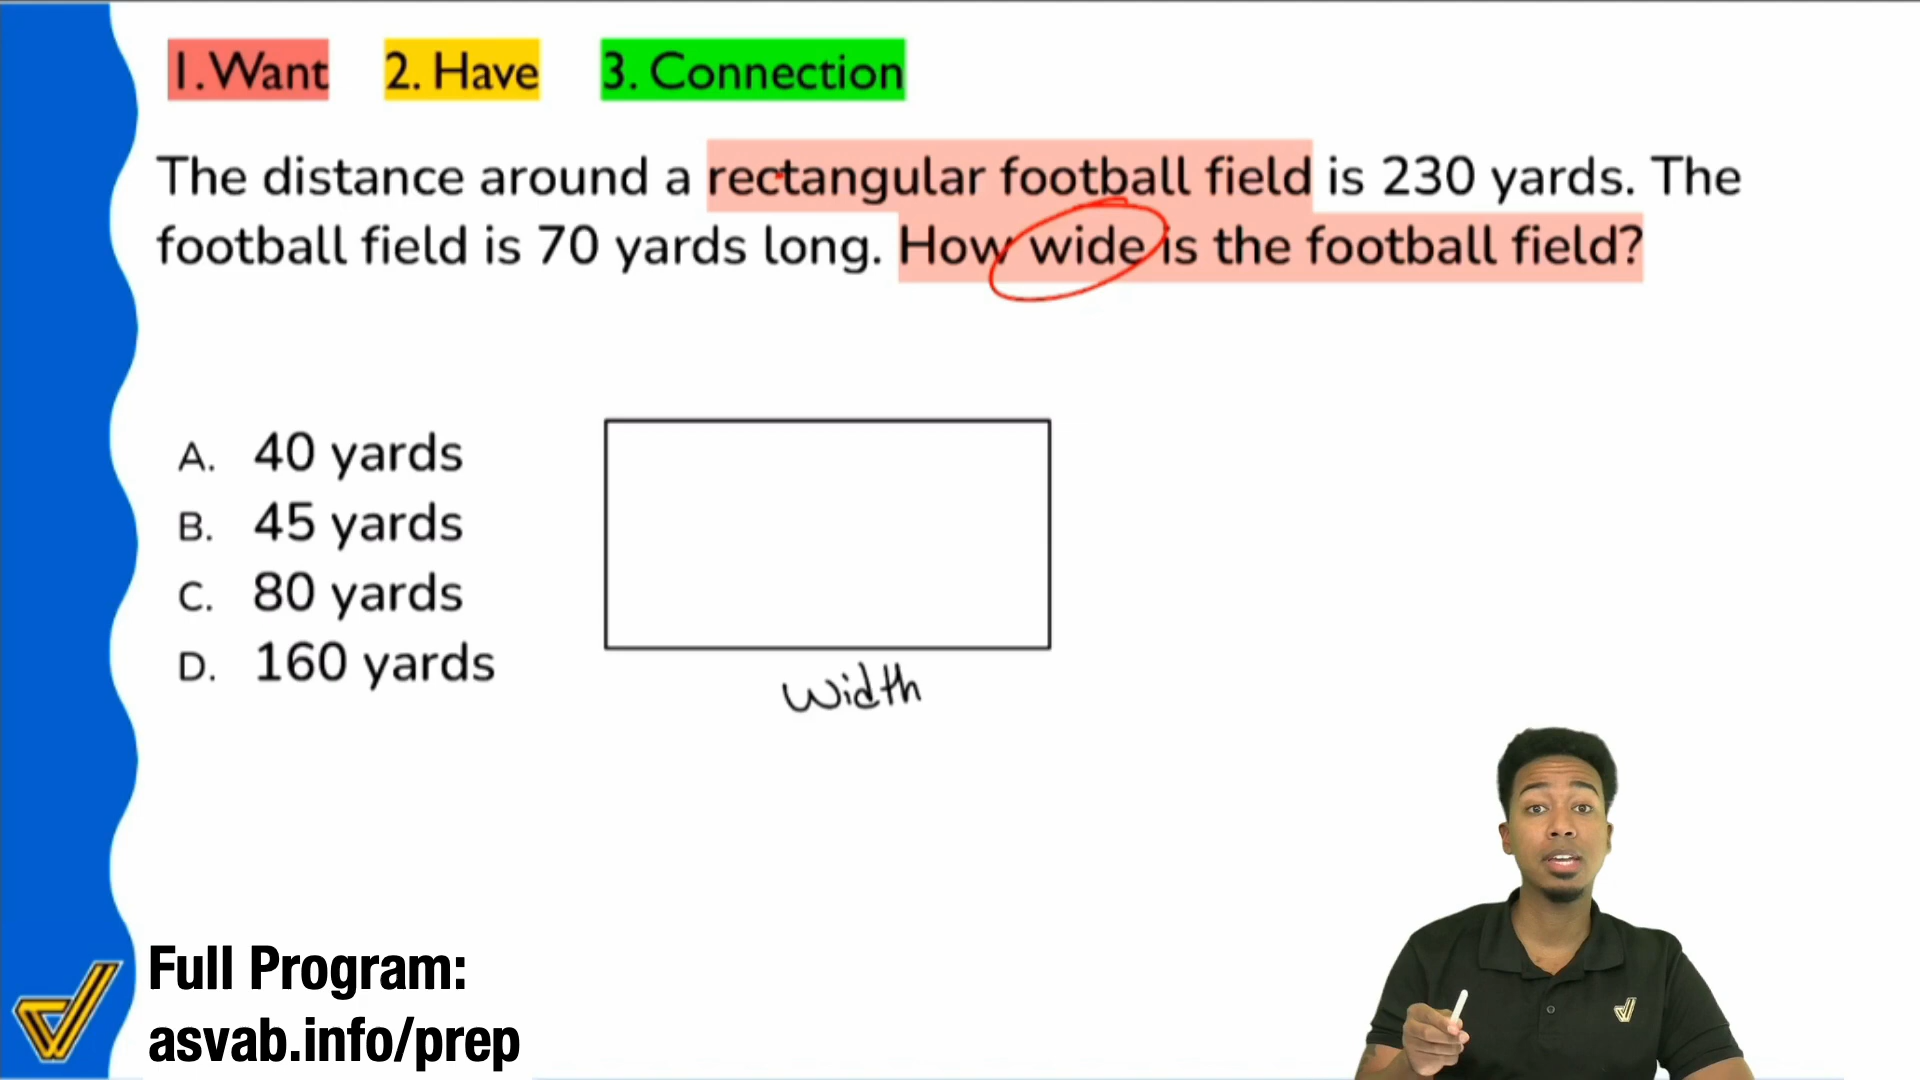 1. Want 2. Have 3. Connection
The distance around a rectangular football field is 230 yards. The
football field is 70 yards long. How wide is the football field?
A. 40 yards
B. 45 yards
C. 80 yards
D. 160 yards
Width
Full Program:
asvab.info/prep